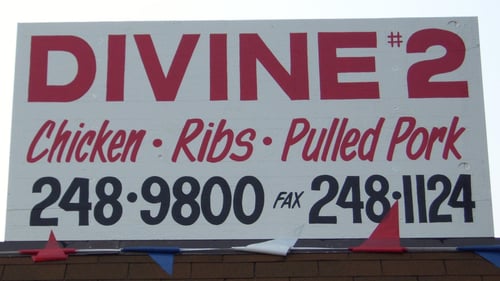 DIVINE #2
Chicken • Ribs • Pulled Pork
248•9800 FAX 248•1124